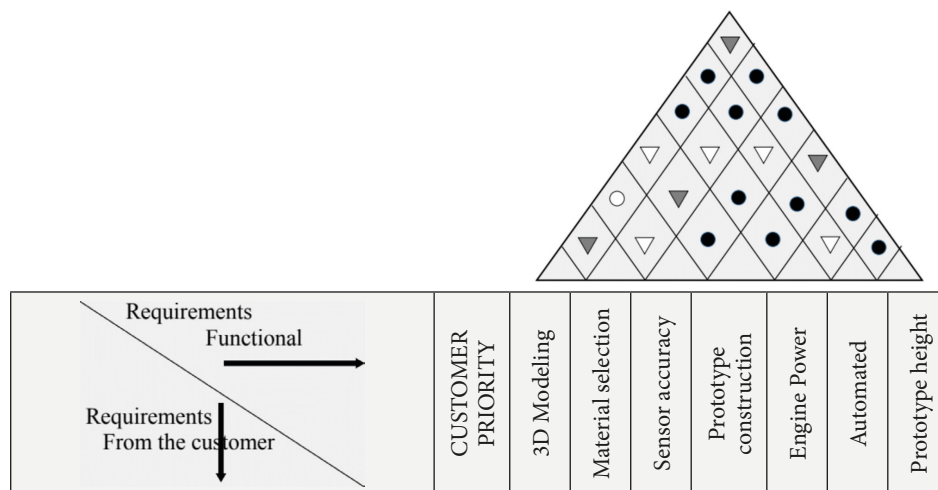 Requirements
Functional
Requirements
From the customer
CUSTOMER
PRIORITY
3D Modeling
Material selection
Sensor accuracy
Prototype
construction
Engine Power
Automated
Prototype height